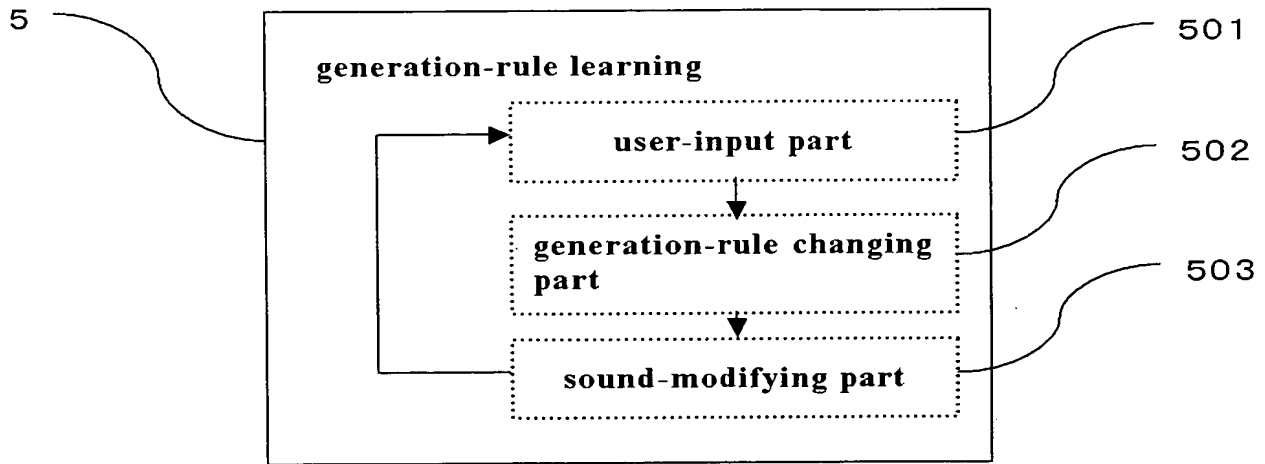 5
501
generation-rule learning
user-input part
502
generation-rule changing
part
503
sound-modifying part